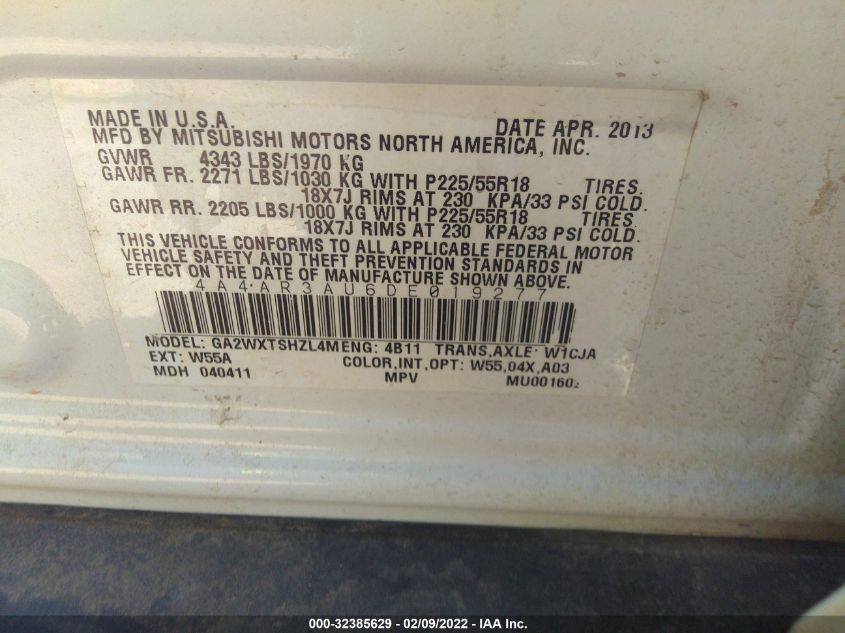 MADE IN U.S.A. DATE APR. 2013
MFD BY MITSUBISHI MOTORS NORTH AMERICA, INC.
GVWR 4343 LBS/1970 KG
GAWR FR. 2271 LBS/1030 KG WITH P225/55R18 TIRES,
18X7J RIMS AT 230 KPA/33 PSI COLD.
GAWR RR. 2205 LBS/1000 KG WITH P225/55R18 TIRES
18X7J RIMS AT 230 KPA/33 PSI COLD.
THIS VEHICLE CONFORMS TO ALL APPLICABLE FEDERAL MOTOR
VEHICLE SAFETY AND THEFT PREVENTION STANDARDS IN
EFFECT ON THE DATE OF MANUFACTURE SHOWN ABOVE.
4A4AR3AU6DE019277
MODEL: GA2WXTSHZL4M ENG: 4B11 TRANS,AXLE: W1CJA
EXT: W55A COLOR,INT,OPT: W55,04X,A03
MDH 040411 MPV MU001602
000-32385629 - 02/09/2022 - IAA Inc.